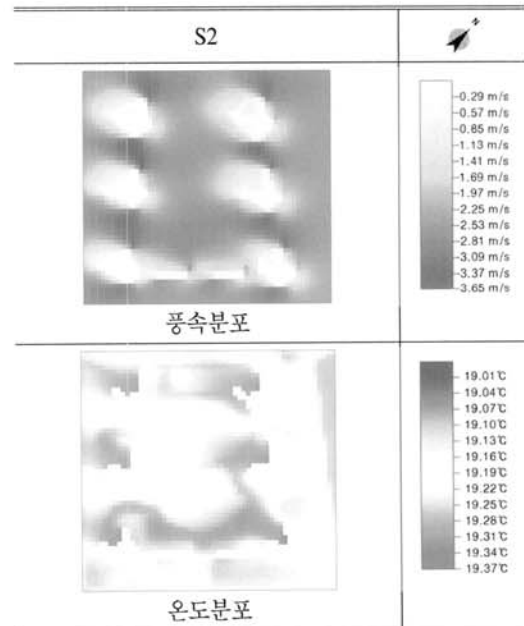 S2
N
0.29 m/s
0.57 m/s
0.85 m/s
1.13 m/s
1.41 m/s
1.69 m/s
1.97 m/s
2.25 m/s
2.53 m/s
2.81 m/s
3.09 m/s
3.37 m/s
3.65 m/s
풍속분포
19.01℃
19.04℃
19.07℃
19.10℃
19.13℃
19.16℃
19.19℃
19.22℃
19.25℃
19.28℃
19.31℃
19.34℃
19.37℃
온도분포